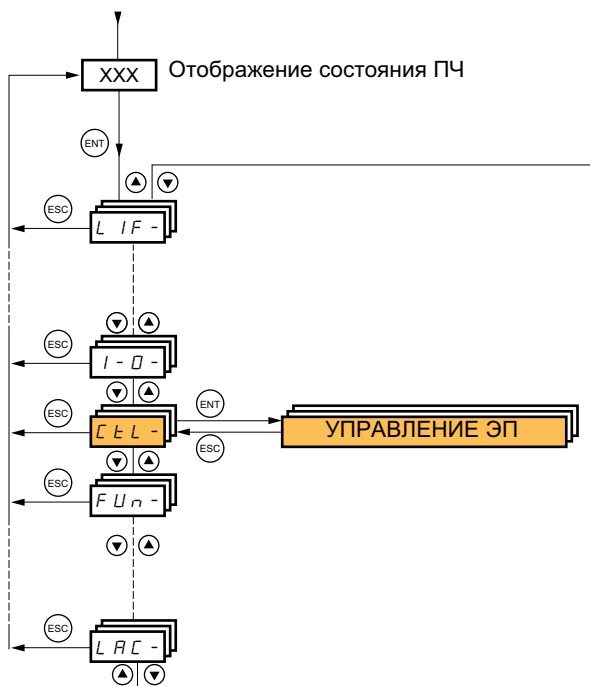 XXX Отображение состояния ПЧ
ENT
ESC
L IF -
ESC
I - O -
ESC
CtL -
ENT
ESC
УПРАВЛЕНИЕ ЭП
ESC
FUn -
ESC
LAC -